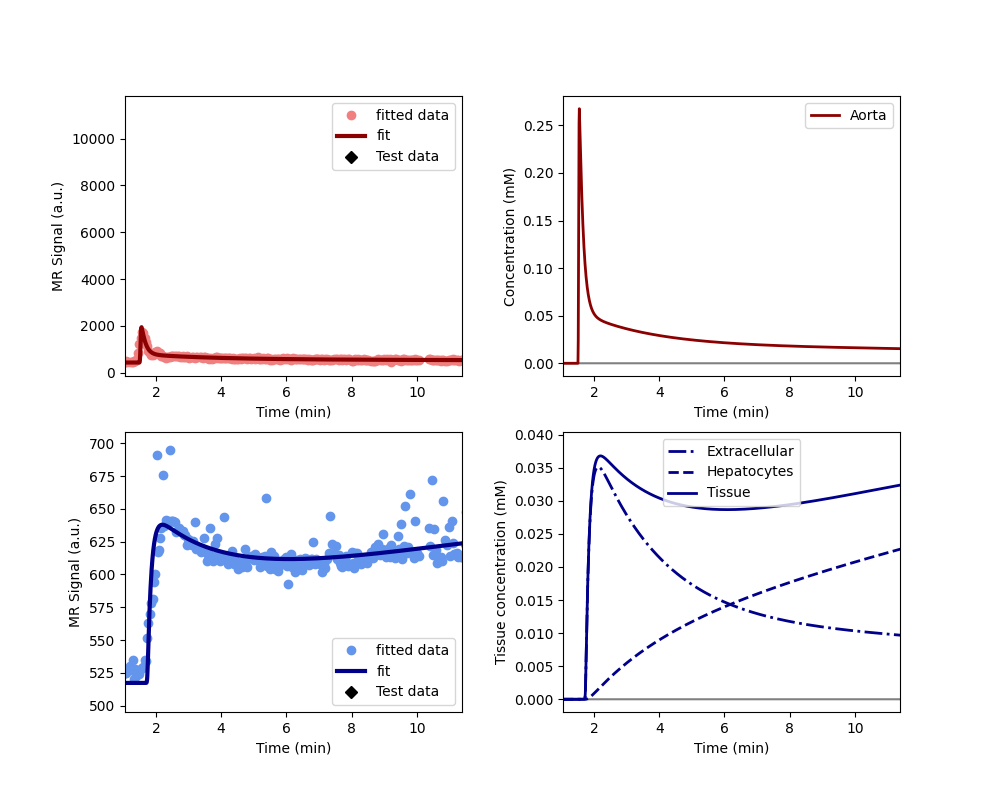 10000
8000
6000
4000
2000
0
MR Signal (a.u.)
fitted data
fit
Test data
2 4 6 8 10
Time (min)
0.25
0.20
0.15
0.10
0.05
0.00
Concentration (mM)
Aorta
2 4 6 8 10
Time (min)
700
675
650
625
600
575
550
525
500
MR Signal (a.u.)
fitted data
fit
Test data
2 4 6 8 10
Time (min)
0.040
0.035
0.030
0.025
0.020
0.015
0.010
0.005
0.000
Tissue concentration (mM)
Extracellular
Hepatocytes
Tissue
2 4 6 8 10
Time (min)